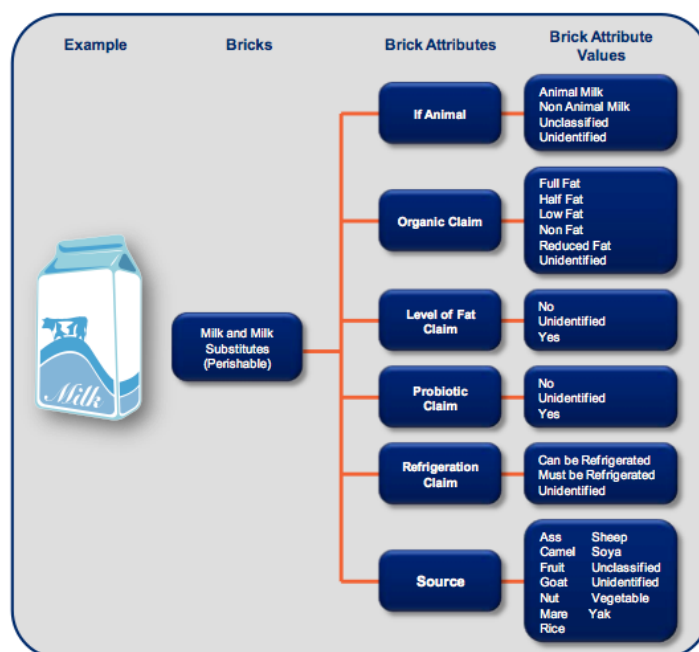 Example
Bricks
Brick Attributes
Brick Attribute
Values
If Animal
Animal Milk
Non Animal Milk
Unclassified
Unidentified
Organic Claim
Full Fat
Half Fat
Low Fat
Non Fat
Reduced Fat
Unidentified
Milk
Milk and Milk
Substitutes
(Perishable)
Level of Fat
Claim
No
Unidentified
Yes
Probiotic
Claim
No
Unidentified
Yes
Refrigeration
Claim
Can be Refrigerated
Must be Refrigerated
Unidentified
Source
Ass Sheep
Camel Soya
Fruit Unclassified
Goat Unidentified
Nut Vegetable
Mare Yak
Rice